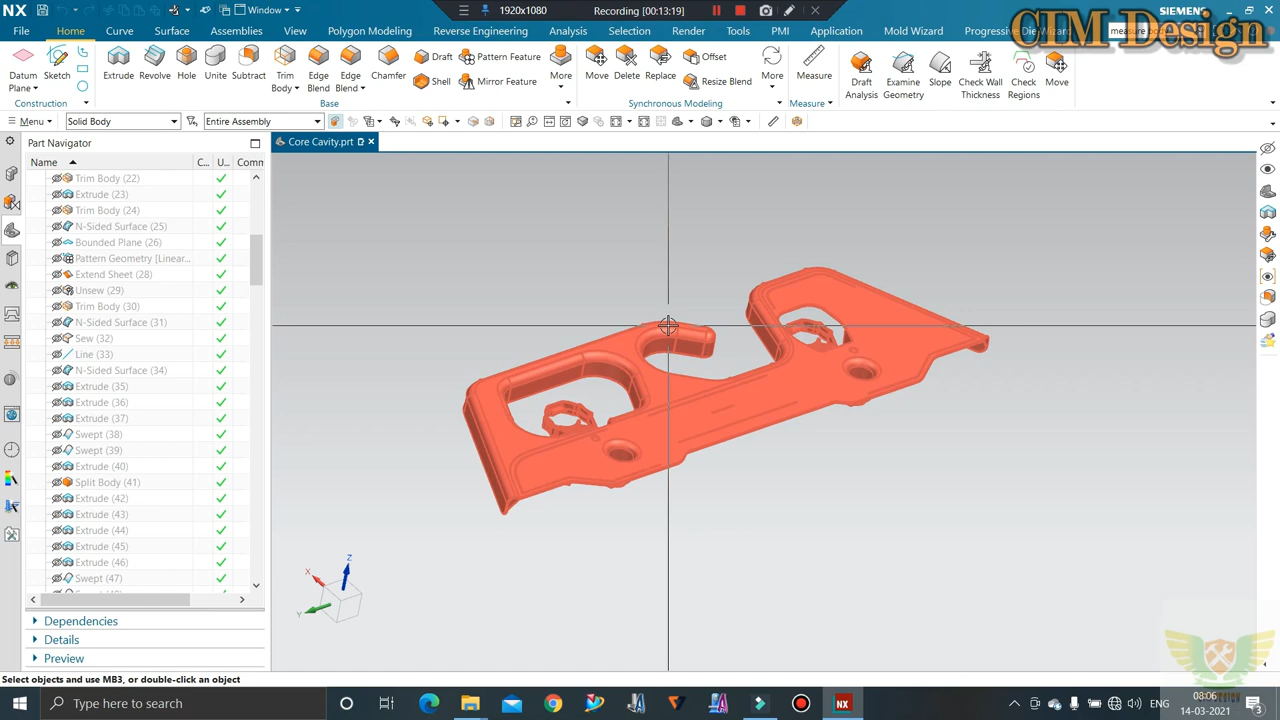 NX
Window
1920x1080
Recording [00:13:19]
SIEMENS
CIM Design
File
Home
Curve
Surface
Assemblies
View
Polygon Modeling
Reverse Engineering
Analysis
Selection
Render
Tools
PMI
Application
Mold Wizard
Progressive Die Wizard
Datum Plane
Sketch
Construction
Extrude
Revolve
Hole
Unite
Subtract
Trim Body
Edge Blend
Edge Blend
Chamfer
Draft
Shell
Pattern Feature
Mirror Feature
More
Base
Move
Delete
Replace
Offset
Resize Blend
More
Synchronous Modeling
Measure
Measure
Draft Analysis
Examine Geometry
Slope
Check Wall Thickness
Check Regions
Move
Menu
Solid Body
Entire Assembly
Part Navigator
Core Cavity.prt
Name
C...
U...
Comm
Trim Body (22)
Extrude (23)
Trim Body (24)
N-Sided Surface (25)
Bounded Plane (26)
Pattern Geometry [Linear...
Extend Sheet (28)
Unsew (29)
Trim Body (30)
N-Sided Surface (31)
Sew (32)
Line (33)
N-Sided Surface (34)
Extrude (35)
Extrude (36)
Extrude (37)
Swept (38)
Swept (39)
Extrude (40)
Split Body (41)
Extrude (42)
Extrude (43)
Extrude (44)
Extrude (45)
Extrude (46)
Swept (47)
Dependencies
Details
Preview
X
Y
Z
Select objects and use MB3, or double-click an object
Type here to search
NX
ENG
08:06
14-03-2021
3